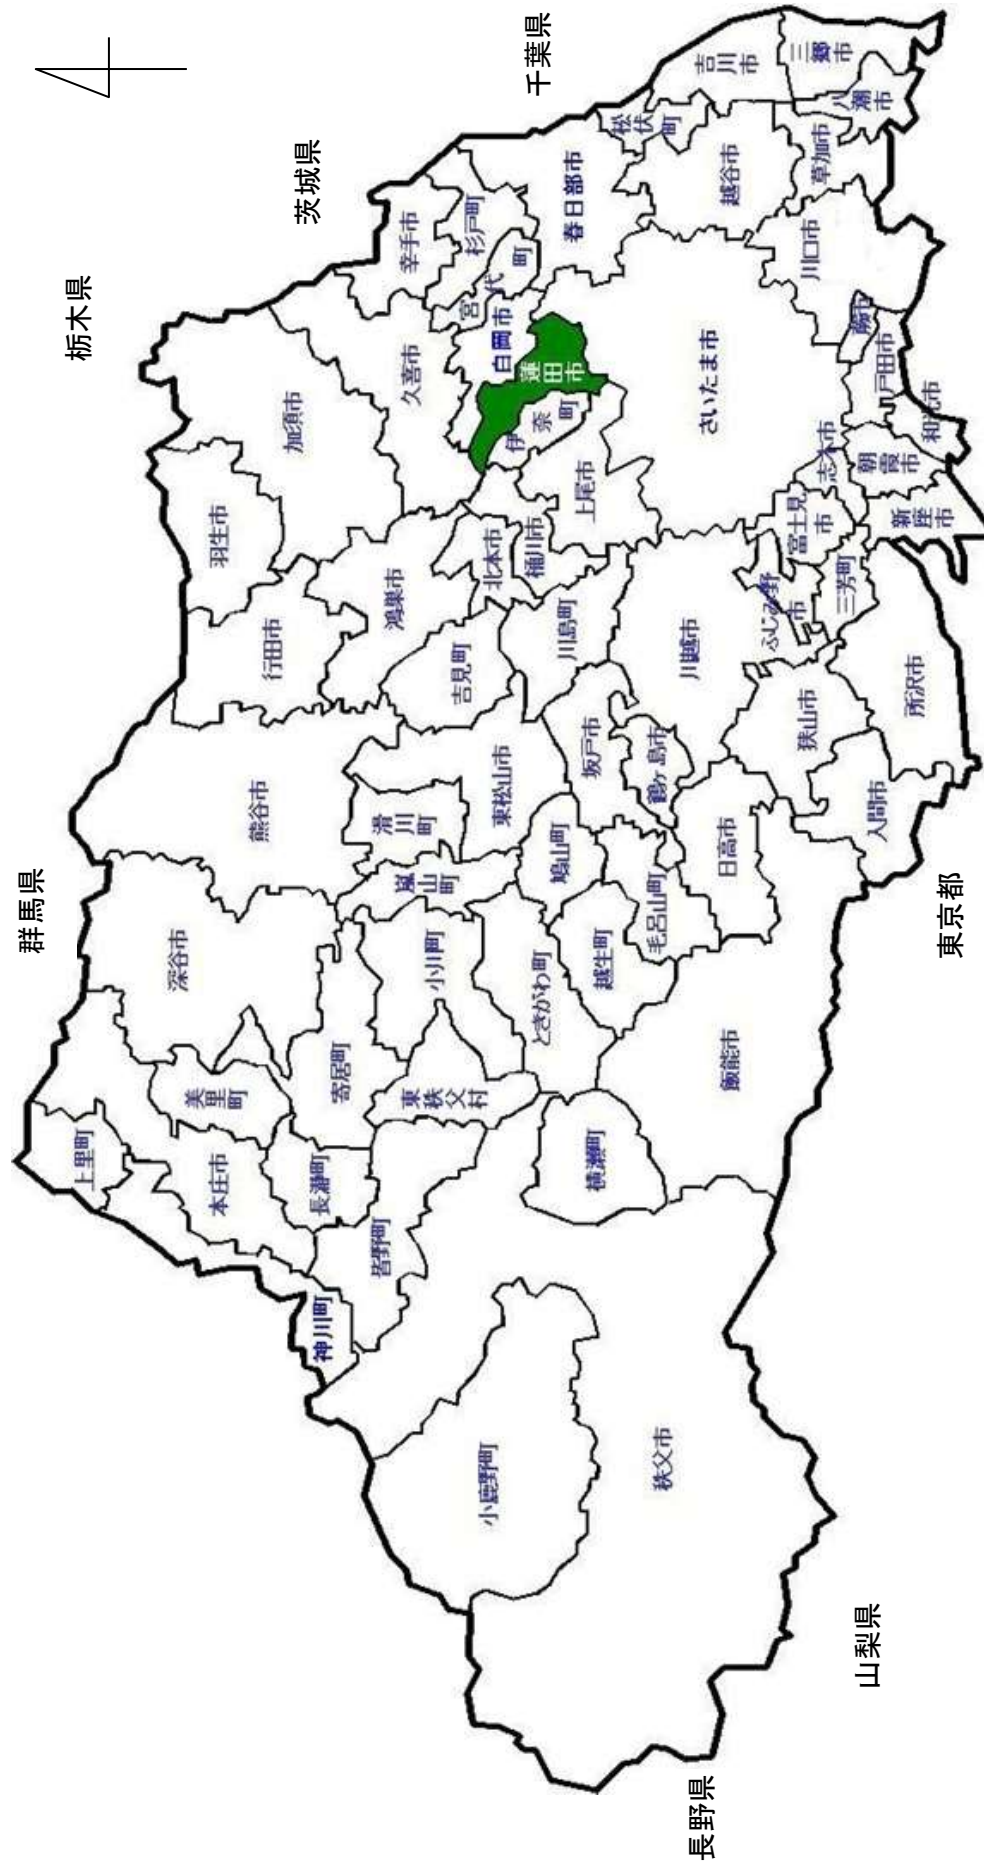 栃木県
群馬県
茨城県
千葉県
長野県
山梨県
東京都
上里町
神川町
本庄市
美里町
深谷市
熊谷市
行田市
羽生市
加須市
長瀞町
寄居町
皆野町
東秩父村
小川町
嵐山町
滑川町
東松山市
吉見町
鴻巣市
北本市
桶川市
久喜市
幸手市
杉戸町
宮代町
白岡市
蓮田市
伊奈町
上尾市
春日部市
松伏町
吉川市
三郷市
八潮市
草加市
越谷市
さいたま市
川口市
蕨市
戸田市
和光市
朝霞市
志木市
新座市
富士見市
ふじみ野市
三芳町
川越市
川島町
坂戸市
鶴ヶ島市
鳩山町
ときがわ町
越生町
毛呂山町
日高市
狭山市
所沢市
入間市
飯能市
横瀬町
秩父市
小鹿野町